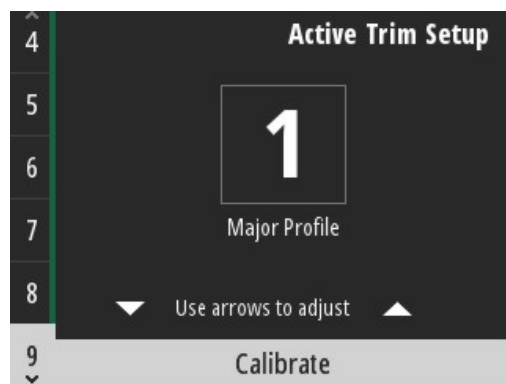 4
Active Trim Setup
5
1
6
7
Major Profile
8
Use arrows to adjust
9
Calibrate